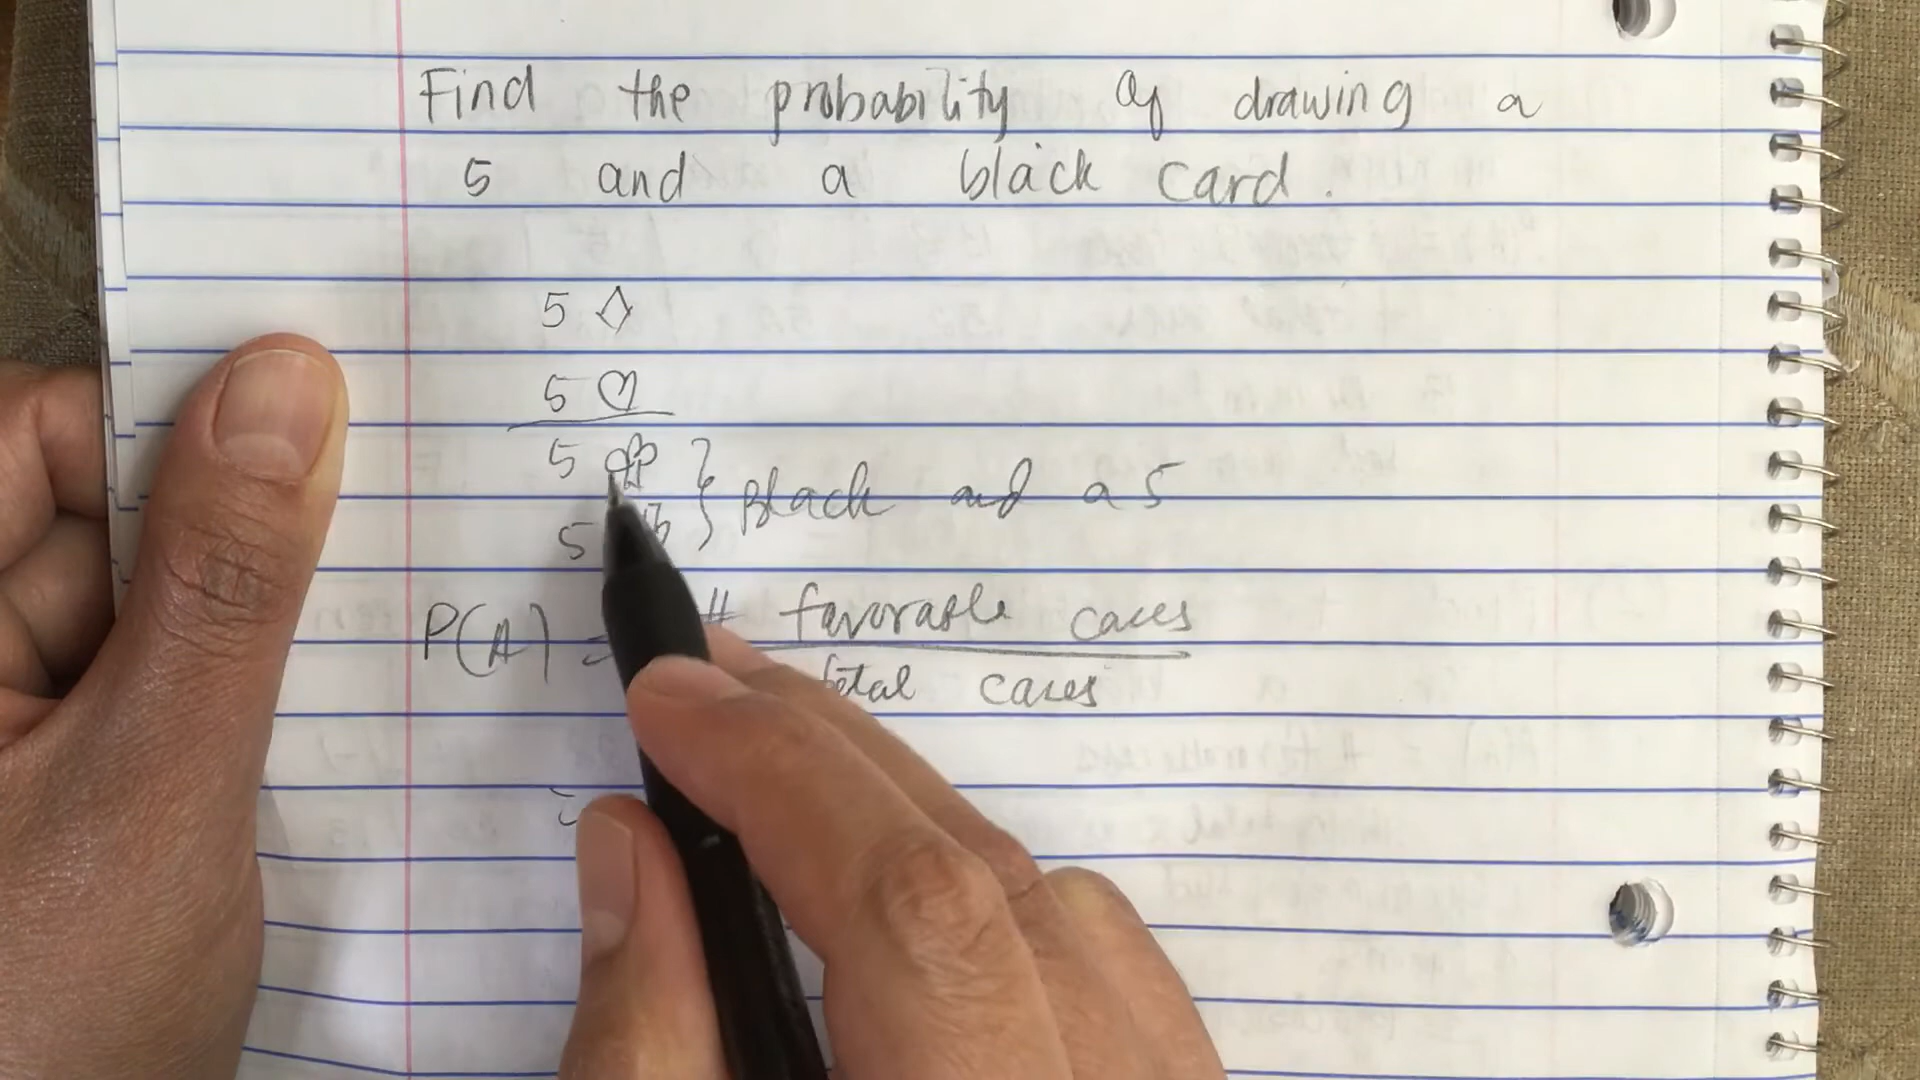 Find the probability of drawing a
5 and a black card.
5 ♢
5 ♡
5 ♣ } Black and a 5
5
P(A) = # favorable cases
total cases
=